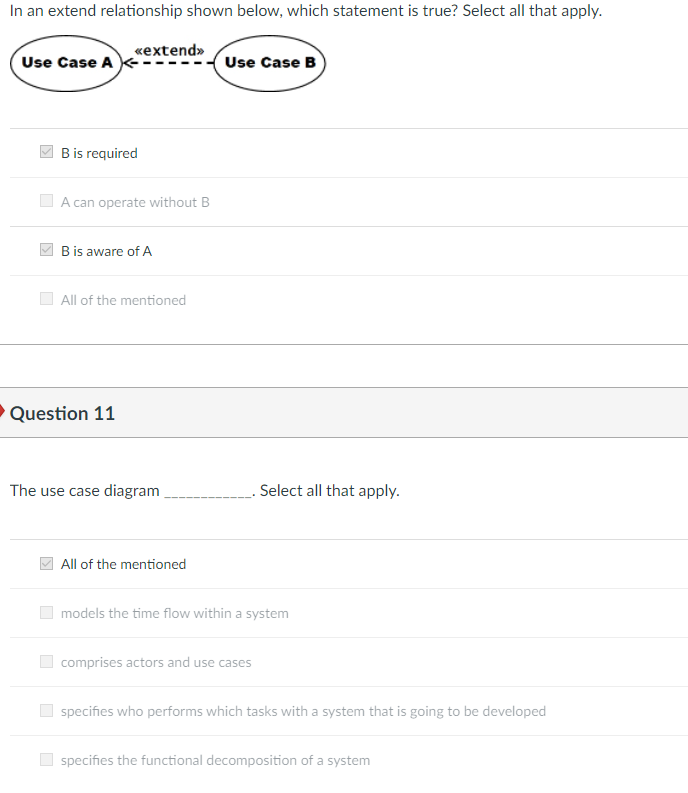 In an extend relationship shown below, which statement is true? Select all that apply.
«extend»
Use Case A Use Case B
B is required
A can operate without B
B is aware of A
All of the mentioned
Question 11
The use case diagram ____________. Select all that apply.
All of the mentioned
models the time flow within a system
comprises actors and use cases
specifies who performs which tasks with a system that is going to be developed
specifies the functional decomposition of a system